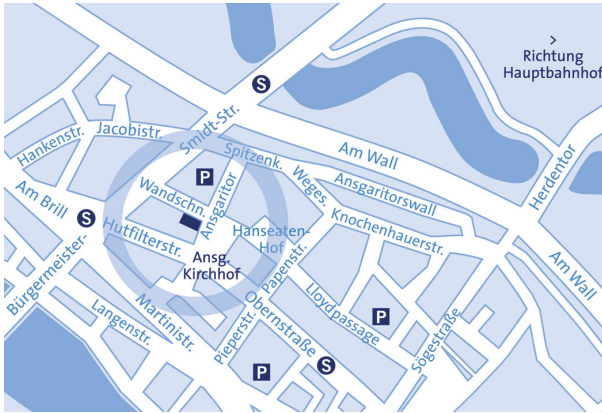 >
Richtung
Hauptbahnhof
S
Smidt-Str.
Jacobistr.
Hankenstr.
Am Wall
Spitzenk.
P
Weges.
Ansgaritorswall
Herdentor
Am Brill
Wandschn.
Ansgaritor
S
Hutfilterstr.
Hanseaten-
Hof
Knochenhauerstr.
Am Wall
Ansg.
Kirchhof
Bürgermeister-
Papenstr.
Langenstr.
Martinistr.
Obernstraße
Lloydpassage
P
Sögestraße
Pieperstr.
P
S